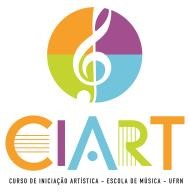 CIART
CURSO DE INICIAÇÃO ARTÍSTICA – ESCOLA DE MÚSICA – UFRN